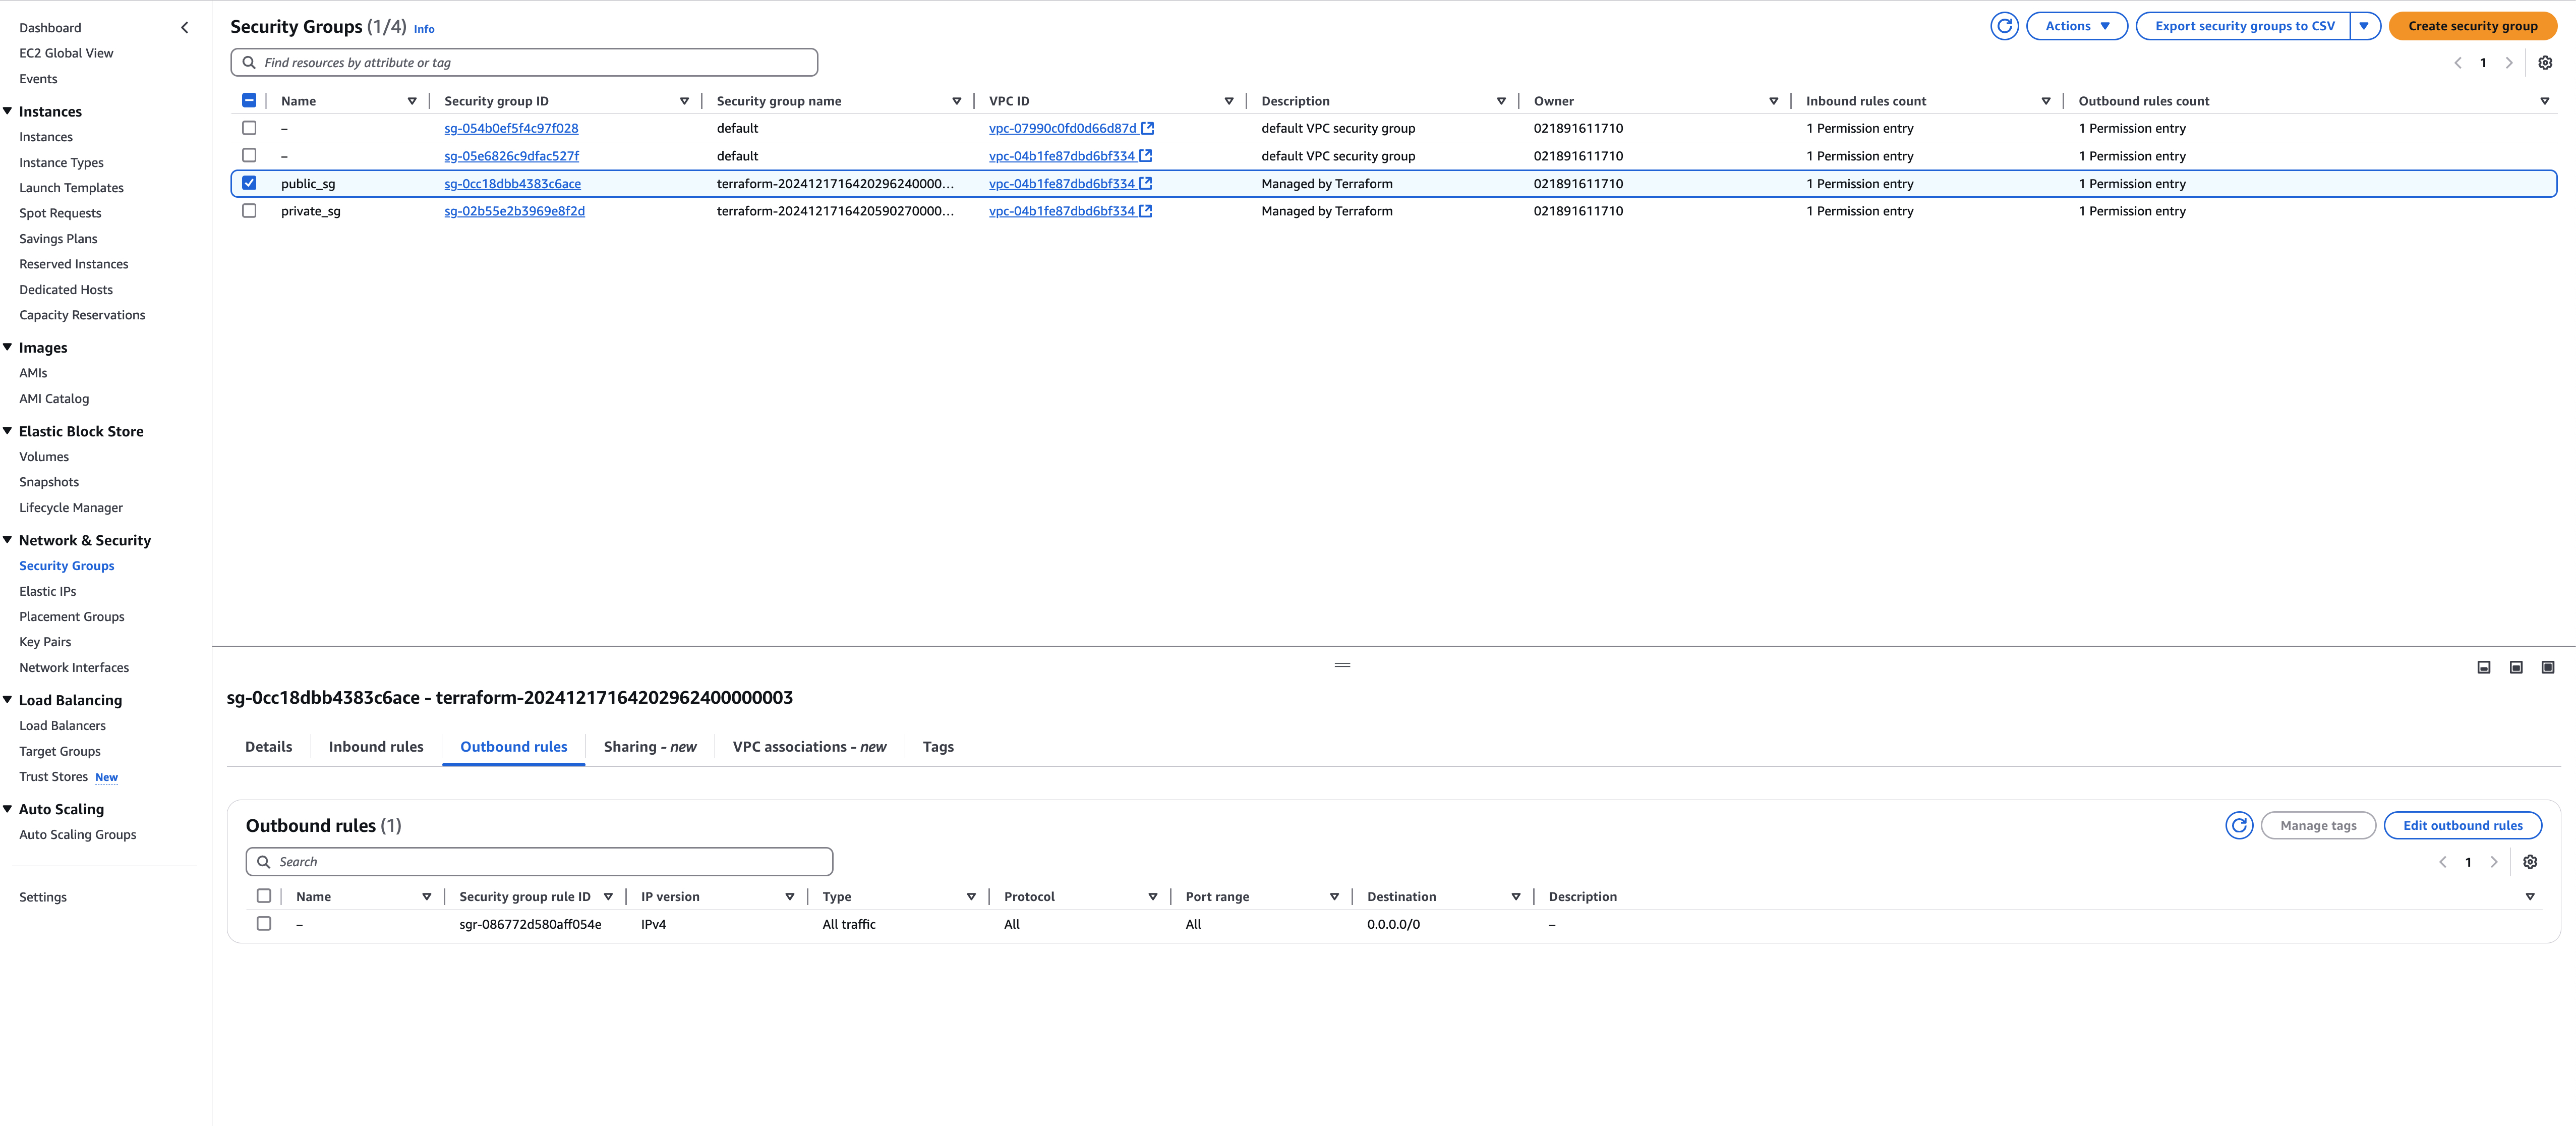 Dashboard
EC2 Global View
Events
Instances
Instances
Instance Types
Launch Templates
Spot Requests
Savings Plans
Reserved Instances
Dedicated Hosts
Capacity Reservations
Images
AMIs
AMI Catalog
Elastic Block Store
Volumes
Snapshots
Lifecycle Manager
Network & Security
Security Groups
Elastic IPs
Placement Groups
Key Pairs
Network Interfaces
Load Balancing
Load Balancers
Target Groups
Trust Stores New
Auto Scaling
Auto Scaling Groups
Settings
Security Groups (1/4) Info
Actions Export security groups to CSV Create security group
Find resources by attribute or tag
1
Name Security group ID Security group name VPC ID Description Owner Inbound rules count Outbound rules count
– sg-054b0ef5f4c97f028 default vpc-07990c0fd0d66d87d default VPC security group 021891611710 1 Permission entry 1 Permission entry
– sg-05e6826c9dfac527f default vpc-04b1fe87dbd6bf334 default VPC security group 021891611710 1 Permission entry 1 Permission entry
public_sg sg-0cc18dbb4383c6ace terraform-2024121716420296240000... vpc-04b1fe87dbd6bf334 Managed by Terraform 021891611710 1 Permission entry 1 Permission entry
private_sg sg-02b55e2b3969e8f2d terraform-2024121716420590270000... vpc-04b1fe87dbd6bf334 Managed by Terraform 021891611710 1 Permission entry 1 Permission entry
sg-0cc18dbb4383c6ace - terraform-20241217164202962400000003
Details Inbound rules Outbound rules Sharing - new VPC associations - new Tags
Outbound rules (1)
Manage tags Edit outbound rules
Search
1
Name Security group rule ID IP version Type Protocol Port range Destination Description
– sgr-086772d580aff054e IPv4 All traffic All All 0.0.0.0/0 –